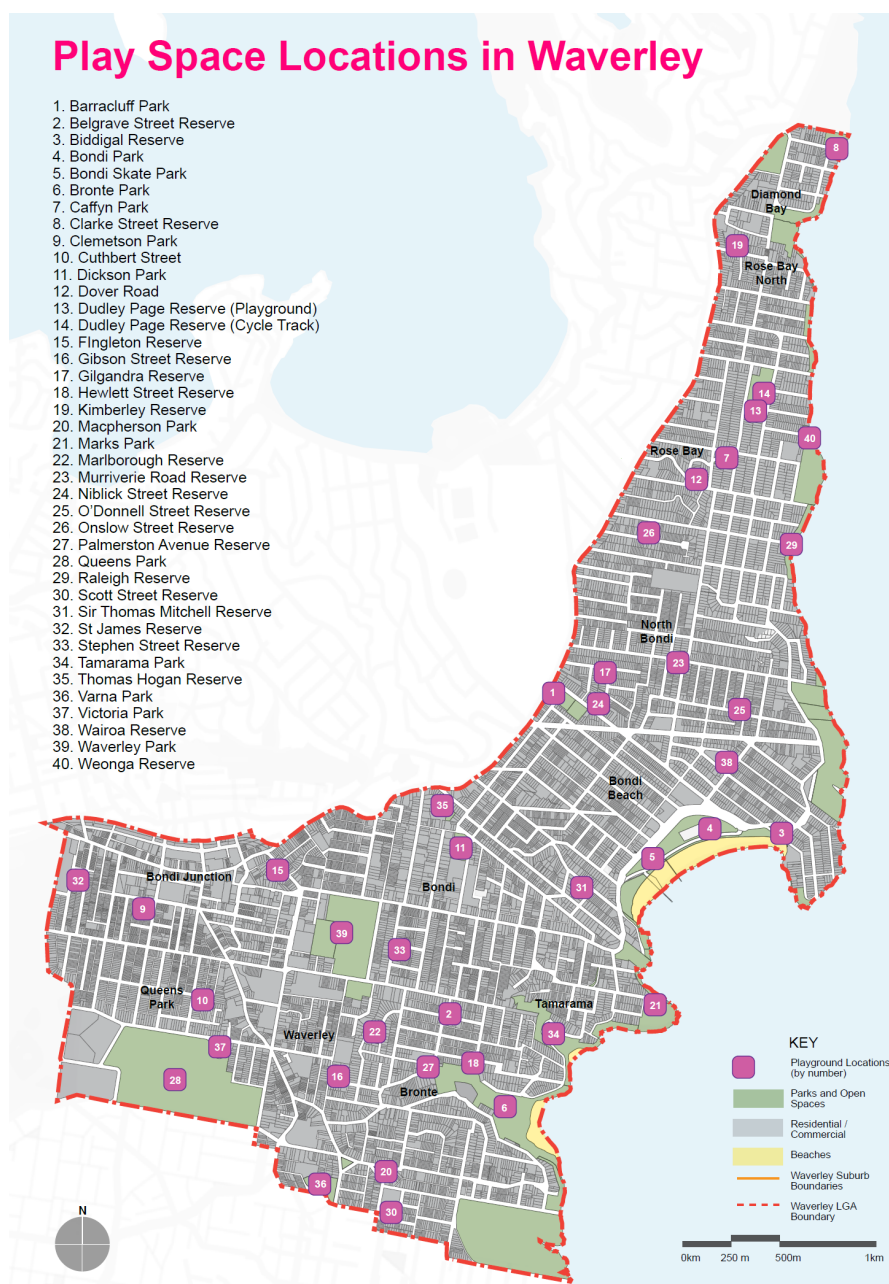 Play Space Locations in Waverley
1. Barracluff Park
2. Belgrave Street Reserve
3. Biddigal Reserve
4. Bondi Park
5. Bondi Skate Park
6. Bronte Park
7. Caffyn Park
8. Clarke Street Reserve
9. Clemetson Park
10. Cuthbert Street
11. Dickson Park
12. Dover Road
13. Dudley Page Reserve (Playground)
14. Dudley Page Reserve (Cycle Track)
15. FIngleton Reserve
16. Gibson Street Reserve
17. Gilgandra Reserve
18. Hewlett Street Reserve
19. Kimberley Reserve
20. Macpherson Park
21. Marks Park
22. Marlborough Reserve
23. Murriverie Road Reserve
24. Niblick Street Reserve
25. O'Donnell Street Reserve
26. Onslow Street Reserve
27. Palmerston Avenue Reserve
28. Queens Park
29. Raleigh Reserve
30. Scott Street Reserve
31. Sir Thomas Mitchell Reserve
32. St James Reserve
33. Stephen Street Reserve
34. Tamarama Park
35. Thomas Hogan Reserve
36. Varna Park
37. Victoria Park
38. Wairoa Reserve
39. Waverley Park
40. Weonga Reserve
8
Diamond
Bay
19
Rose Bay
North
14
13
40
Rose Bay
7
12
26
29
North
Bondi
23
17
1
24
25
38
Bondi
Beach
35
4
3
11
5
15
Bondi Junction
32
Bondi
31
9
39
33
Queens
Park
10
Tamarama
21
2
22
Waverley
34
37
27
18
28
16
Bronte
6
20
36
30
N
KEY
Playground Locations
(by number)
Parks and Open
Spaces
Residential /
Commercial
Beaches
Waverley Suburb
Boundaries
Waverley LGA
Boundary
0km
250 m
500m
1km